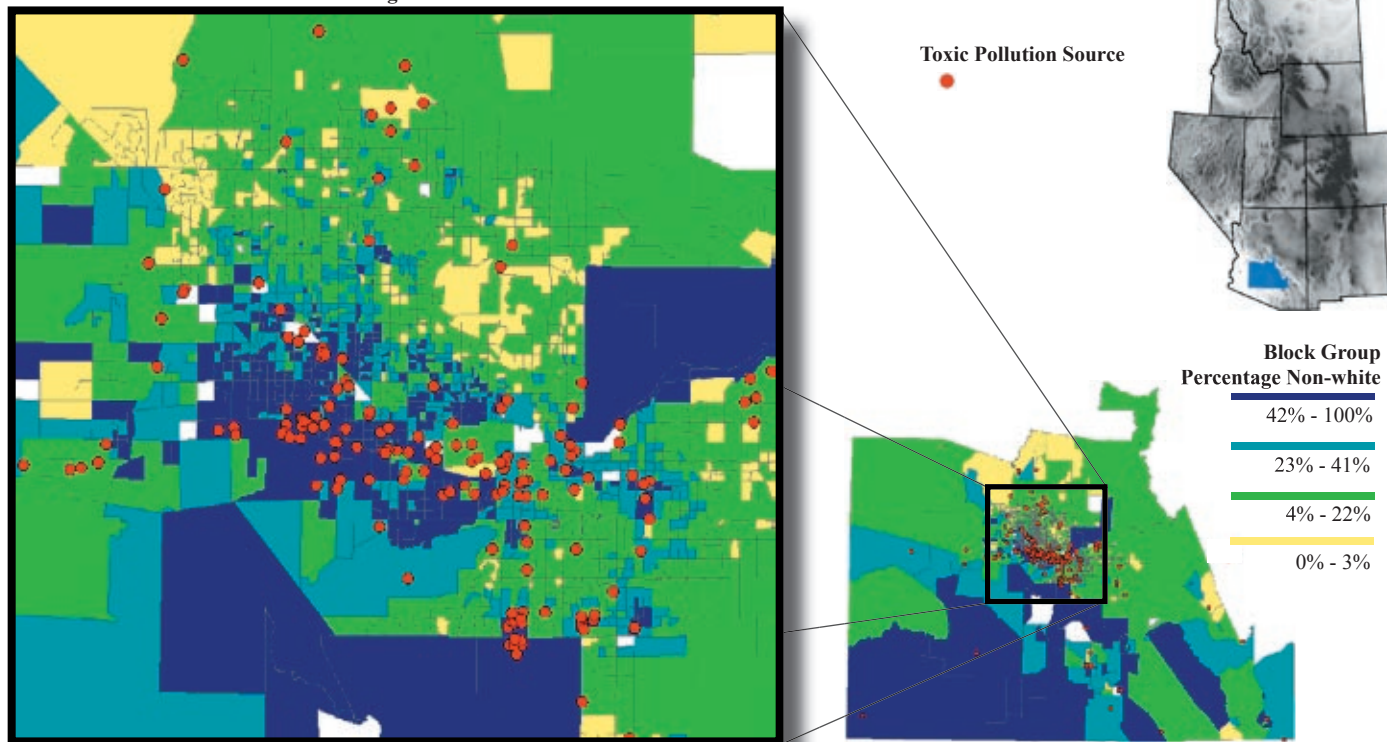 Toxic Pollution Source
Block Group
Percentage Non-white
42% - 100%
23% - 41%
4% - 22%
0% - 3%